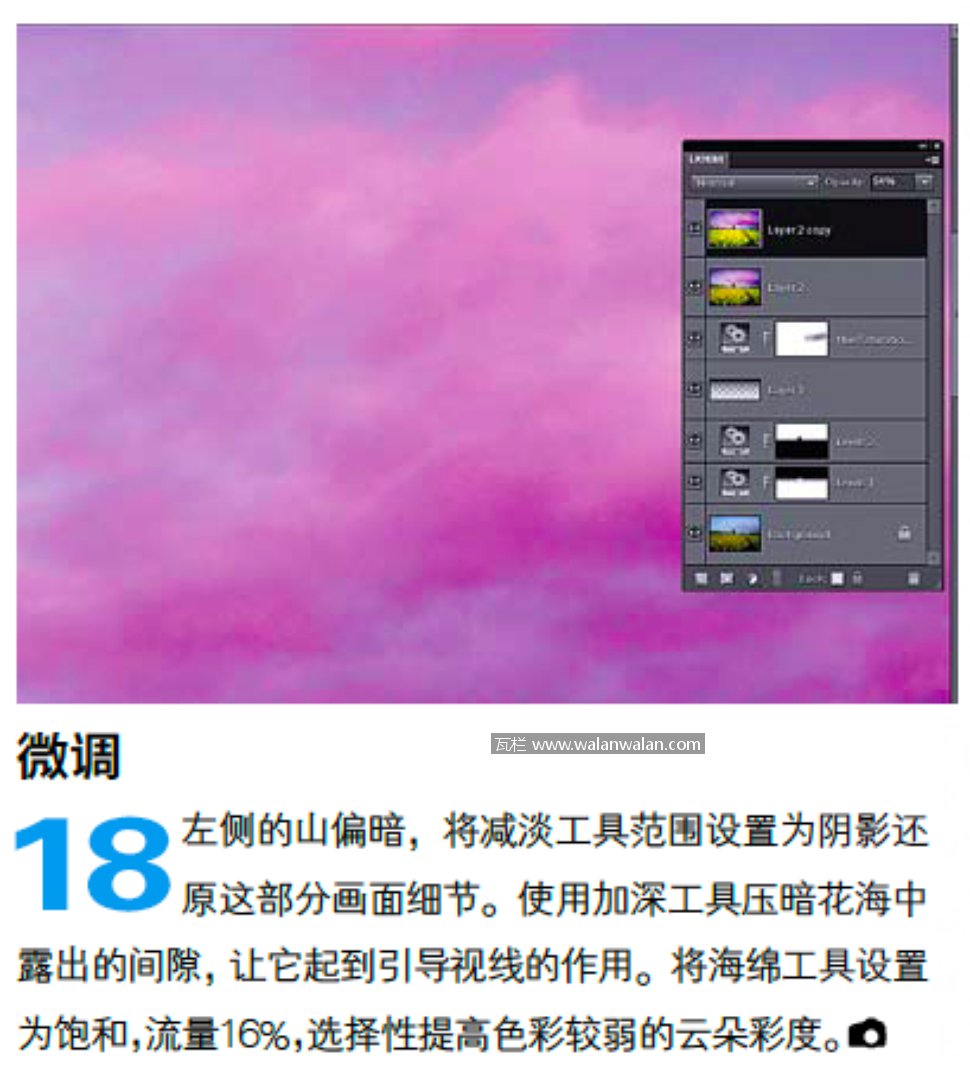 LAYERS
Normal
Opacity: 54%
Layer 2 copy
Layer 2
Layer 1
Levels 2
Levels 1
Background
Lock:
微调
瓦栏 www.walanwalan.com
18
左侧的山偏暗，将减淡工具范围设置为阴影还
原这部分画面细节。使用加深工具压暗花海中
露出的间隙，让它起到引导视线的作用。将海绵工具设置
为饱和，流量16%，选择性提高色彩较弱的云朵彩度。